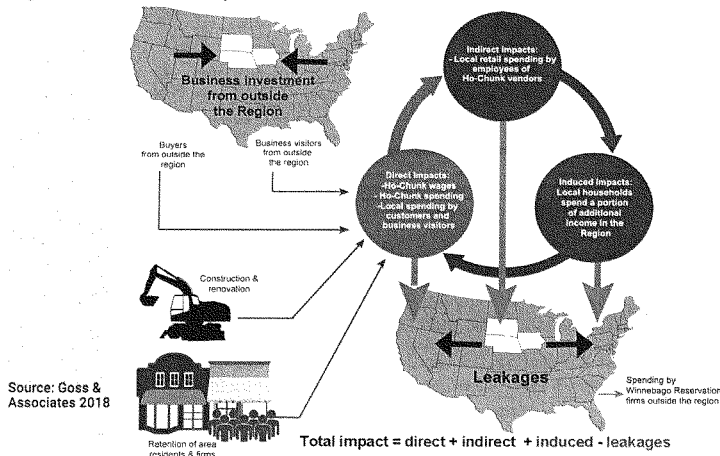 Business Investment
from outside
the Region
Indirect Impacts:
- Local retail spending by
employees of
Ho-Chunk vendors
Buyers
from outside the
region
Business visitors
from outside
the region
Direct Impacts:
-Ho-Chunk wages
- Ho-Chunk spending
-Local spending by
customers and
business visitors
Induced Impacts:
Local households
spend a portion
of additional
income in the
Region
Construction &
renovation
Leakages
Spending by
Winnebago Reservation
firms outside the region
Source: Goss &
Associates 2018
Retention of area
residents & firms
Total impact = direct + indirect + induced - leakages